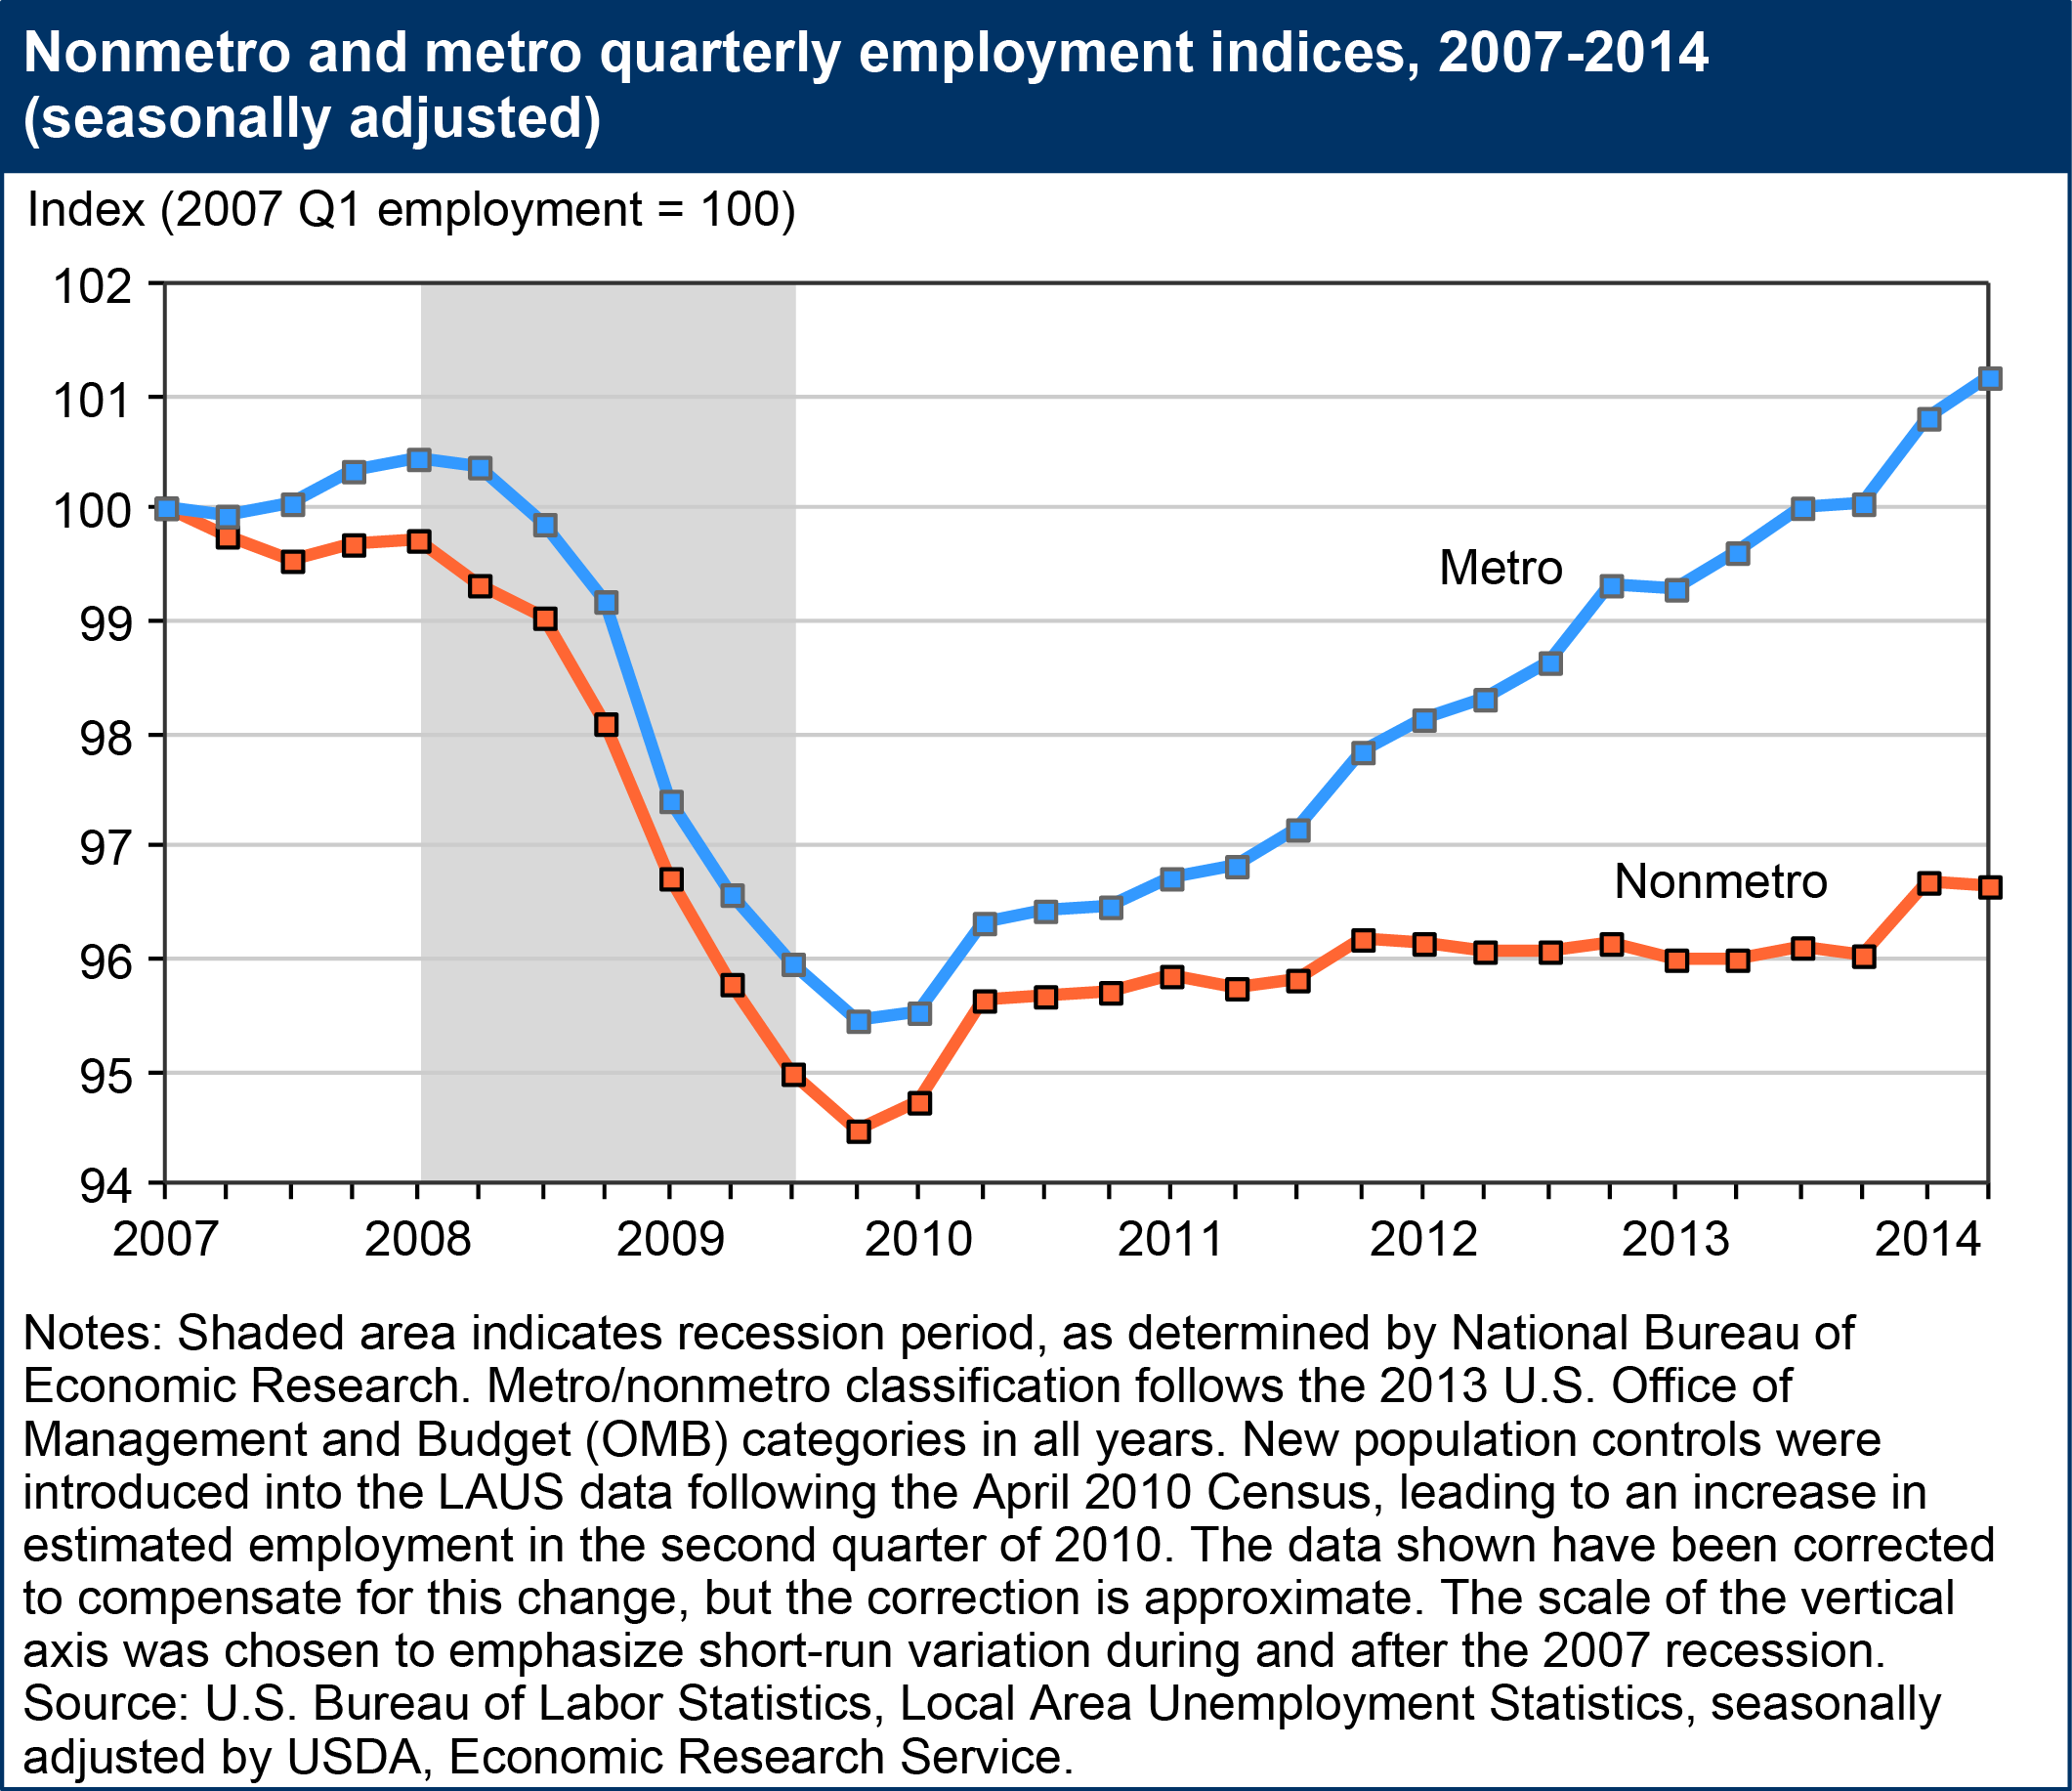 Nonmetro and metro quarterly employment indices, 2007-2014
(seasonally adjusted)
Index (2007 Q1 employment = 100)
102
101
100
99
98
97
96
95
94
Metro
Nonmetro
2007 2008 2009 2010 2011 2012 2013 2014
Notes: Shaded area indicates recession period, as determined by National Bureau of
Economic Research. Metro/nonmetro classification follows the 2013 U.S. Office of
Management and Budget (OMB) categories in all years. New population controls were
introduced into the LAUS data following the April 2010 Census, leading to an increase in
estimated employment in the second quarter of 2010. The data shown have been corrected
to compensate for this change, but the correction is approximate. The scale of the vertical
axis was chosen to emphasize short-run variation during and after the 2007 recession.
Source: U.S. Bureau of Labor Statistics, Local Area Unemployment Statistics, seasonally
adjusted by USDA, Economic Research Service.